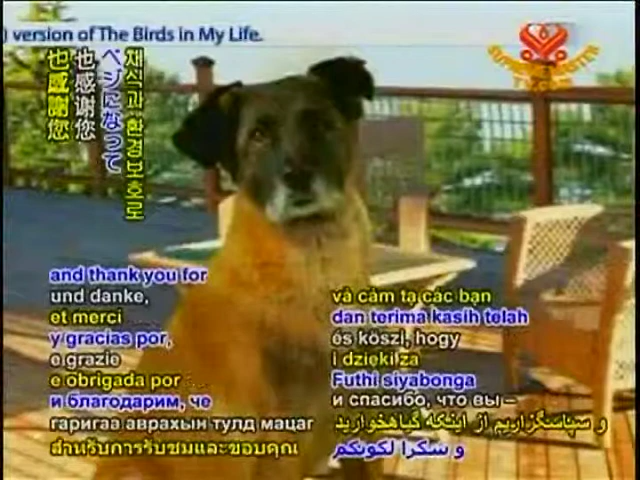 ) version of The Birds in My Life.
SUPREME MASTER
TV.COM
也感謝您
也感谢您
ベジになって
채식과 환경보호로
and thank you for
und danke,
et merci
y gracias por,
e grazie
e obrigada por
и благодарим, че
гаригаа аврахын тулд мацаг
สำหรับการรับชมและขอบคุณ
và cảm tạ các bạn
dan terima kasih telah
és köszi, hogy
i dzięki za
Futhi siyabonga
и спасибо, что вы –
و سپاسگزاریم از اینکه گیاهخوارید
و شكرا لكونكم